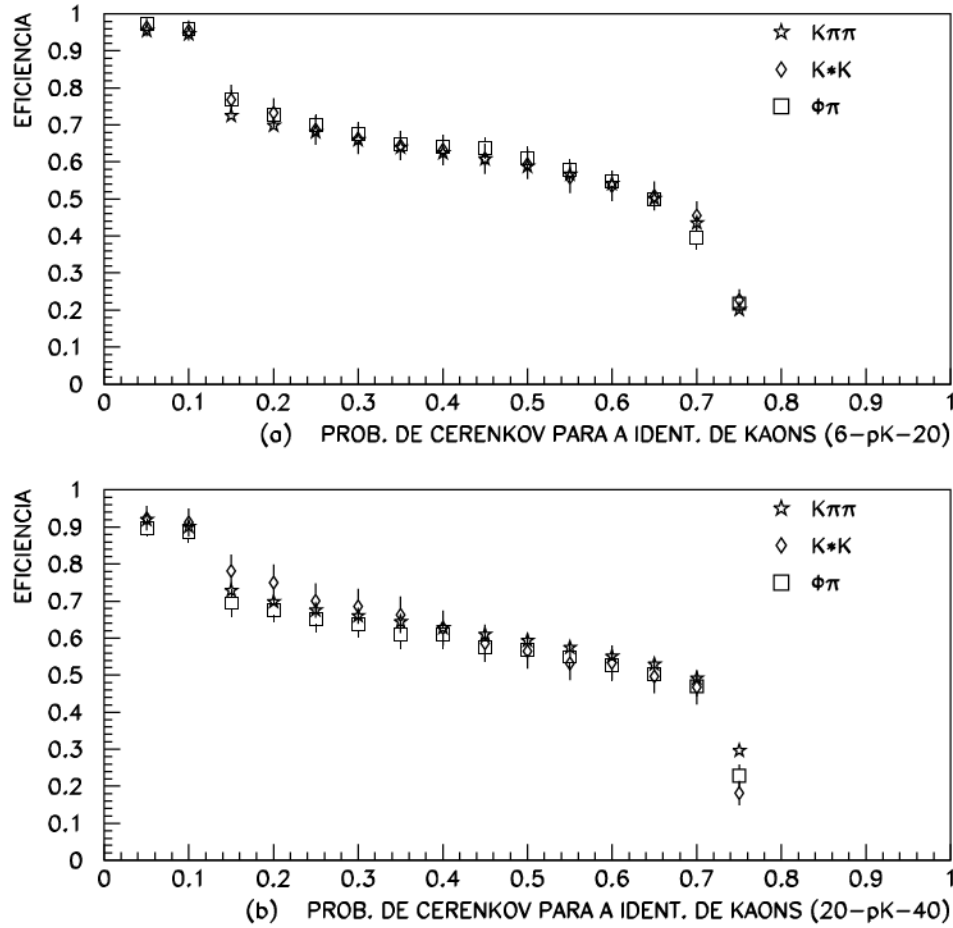 EFICIENCIA
1
0.9
0.8
0.7
0.6
0.5
0.4
0.3
0.2
0.1
0
Kππ
K*K
Φπ
0 0.1 0.2 0.3 0.4 0.5 0.6 0.7 0.8 0.9 1
(a) PROB. DE CERENKOV PARA A IDENT. DE KAONS (6-pK-20)
EFICIENCIA
1
0.9
0.8
0.7
0.6
0.5
0.4
0.3
0.2
0.1
0
Kππ
K*K
Φπ
0 0.1 0.2 0.3 0.4 0.5 0.6 0.7 0.8 0.9 1
(b) PROB. DE CERENKOV PARA A IDENT. DE KAONS (20-pK-40)